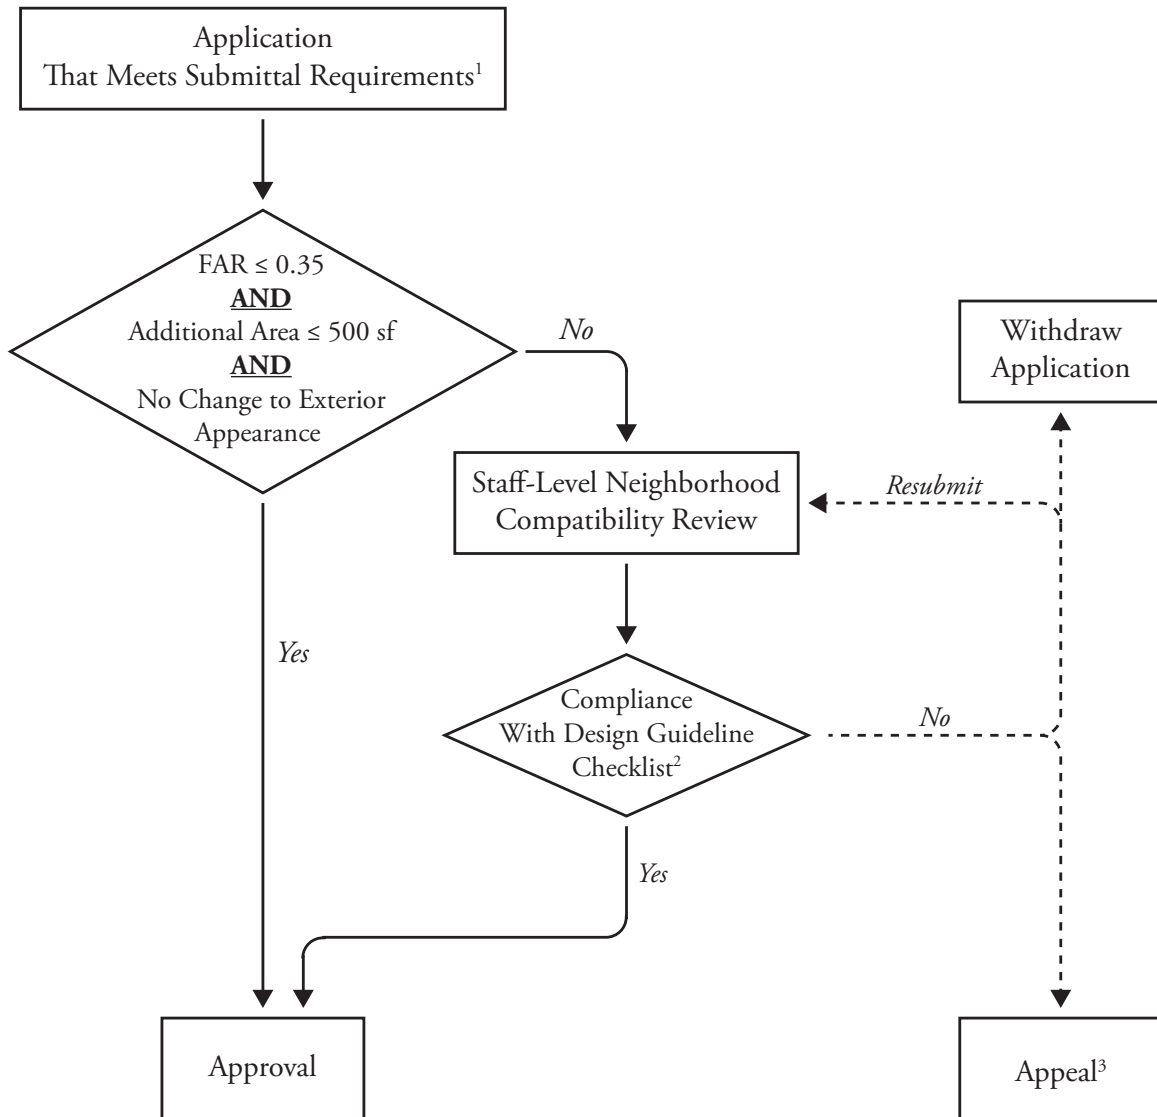 Application
That Meets Submittal Requirements¹
FAR ≤ 0.35
AND
Additional Area ≤ 500 sf
AND
No Change to Exterior
Appearance
No
Withdraw
Application
Staff-Level Neighborhood
Compatibility Review
Resubmit
Yes
Compliance
With Design Guideline
Checklist²
No
Yes
Approval
Appeal³